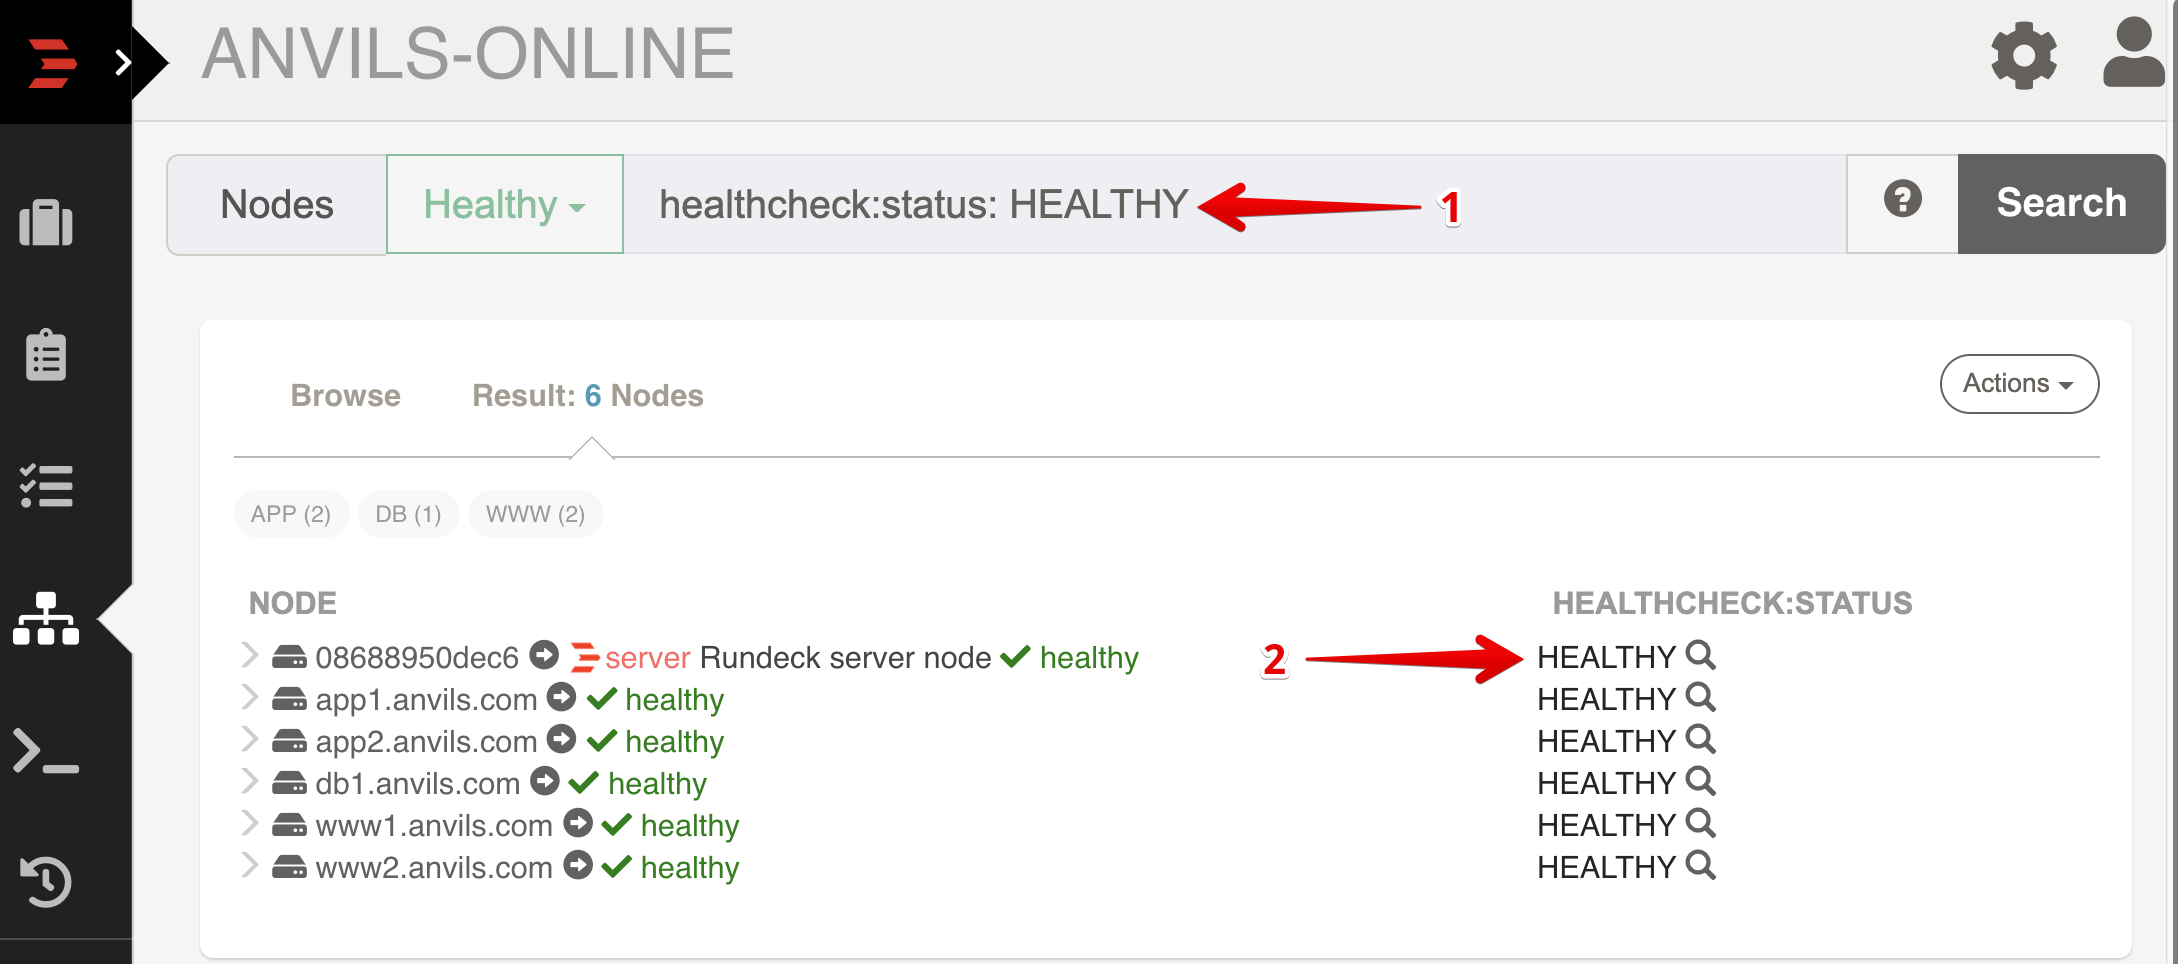 ANVILS-ONLINE
Nodes Healthy healthcheck:status: HEALTHY 1 ? Search
Browse Result: 6 Nodes Actions
APP (2) DB (1) WWW (2)
NODE HEALTHCHECK:STATUS
08688950dec6 server Rundeck server node healthy 2 HEALTHY
app1.anvils.com healthy HEALTHY
app2.anvils.com healthy HEALTHY
db1.anvils.com healthy HEALTHY
www1.anvils.com healthy HEALTHY
www2.anvils.com healthy HEALTHY